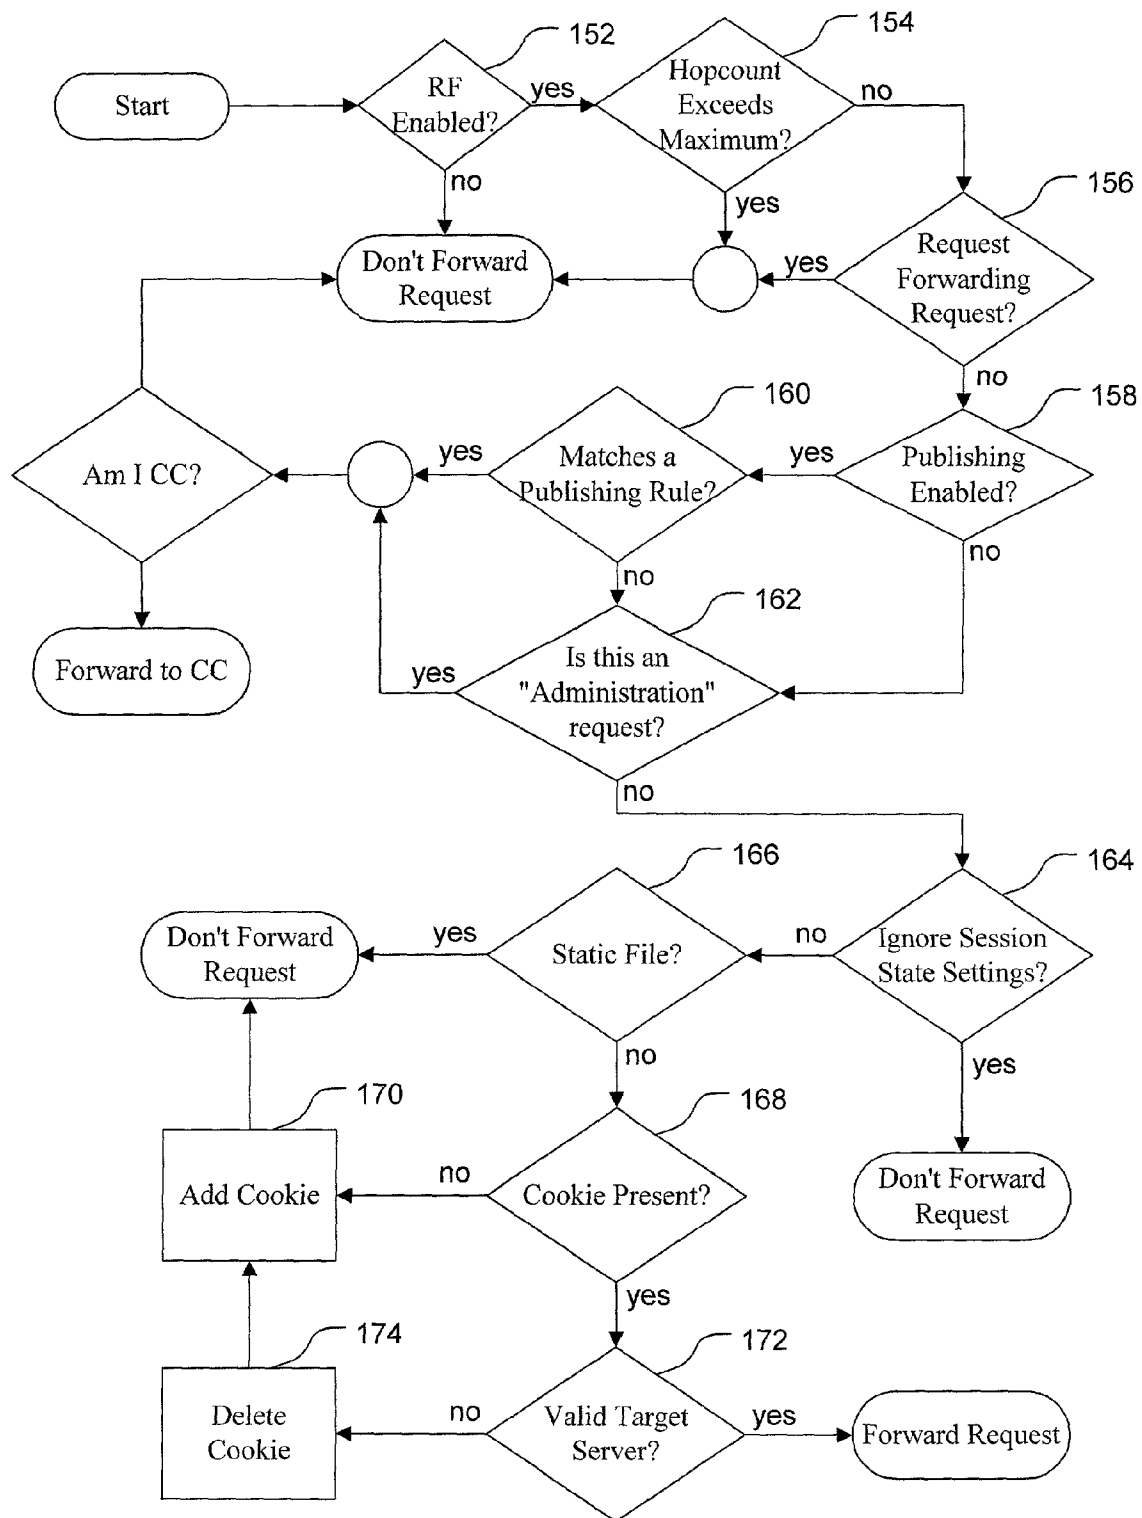 152
154
Start
RF
Enabled?
yes
Hopcount
Exceeds
Maximum?
no
no
yes
156
Don't Forward
Request
yes
Request
Forwarding
Request?
no
160
158
Am I CC?
yes
Matches a
Publishing Rule?
yes
Publishing
Enabled?
no
no
162
Forward to CC
yes
Is this an
"Administration"
request?
no
166
164
Don't Forward
Request
yes
Static File?
no
Ignore Session
State Settings?
no
yes
170
168
Add Cookie
no
Cookie Present?
Don't Forward
Request
yes
174
172
Delete
Cookie
no
Valid Target
Server?
yes
Forward Request